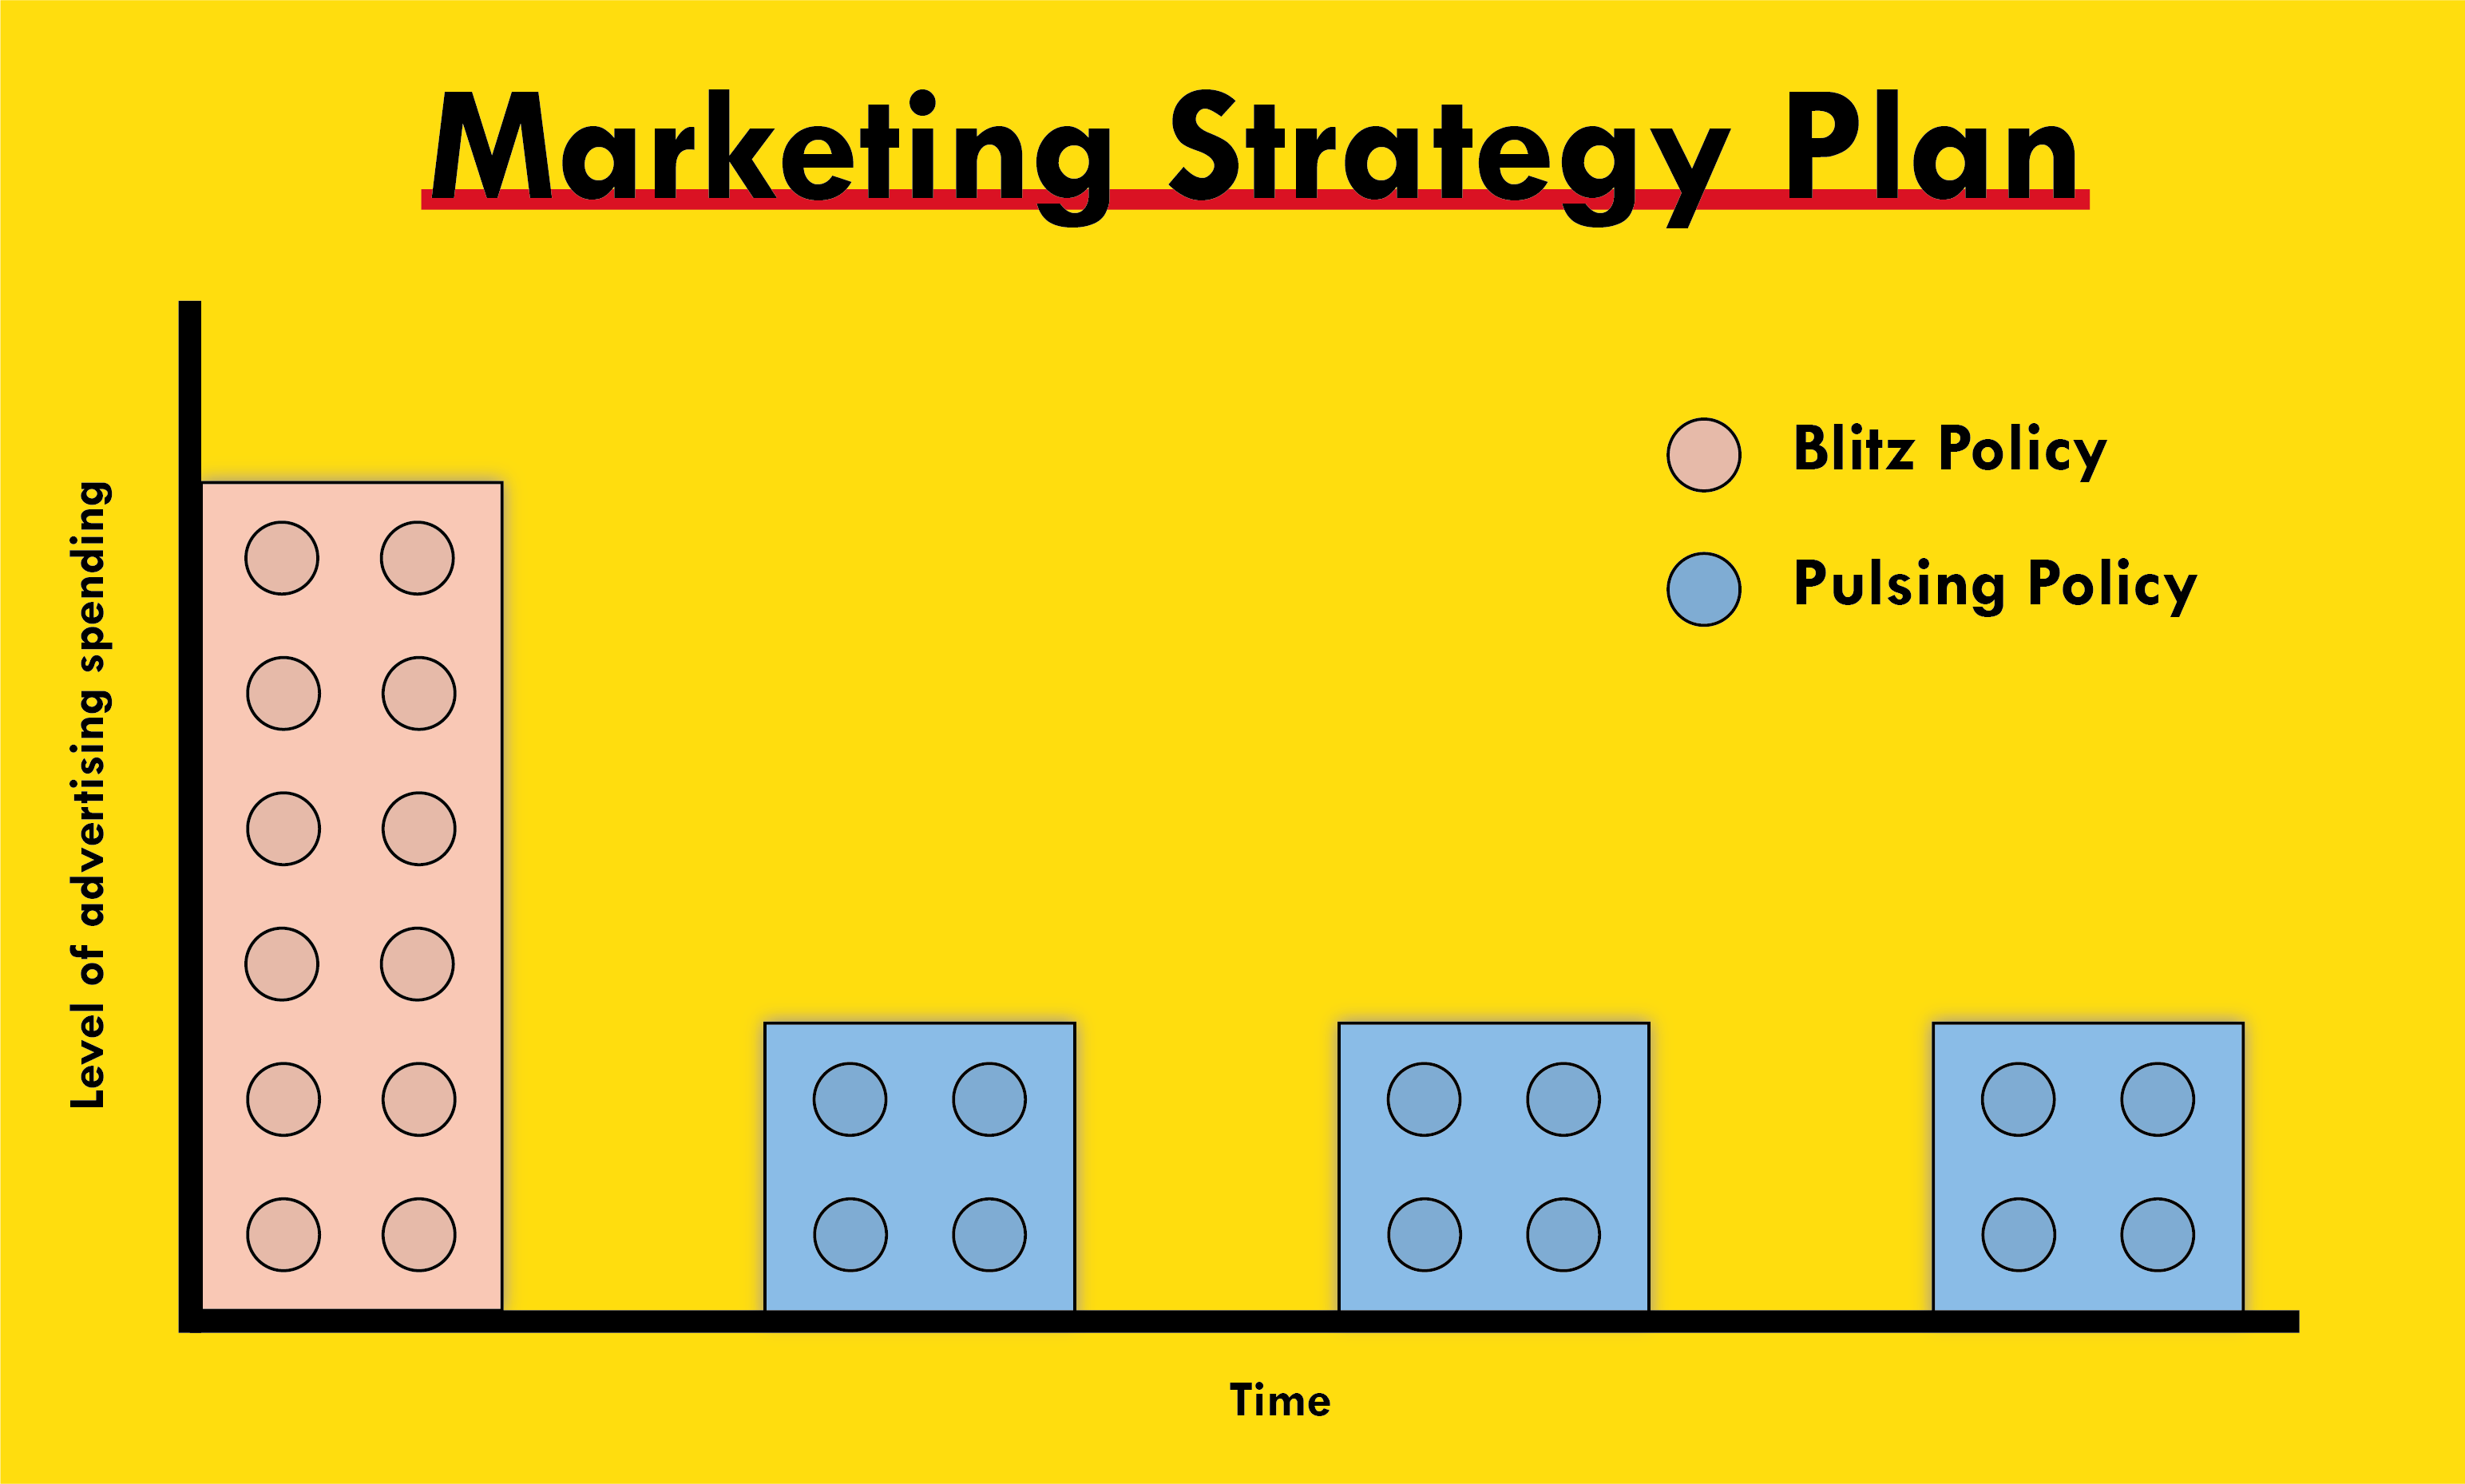 Marketing Strategy Plan
Level of advertising spending
Blitz Policy
Pulsing Policy
Time